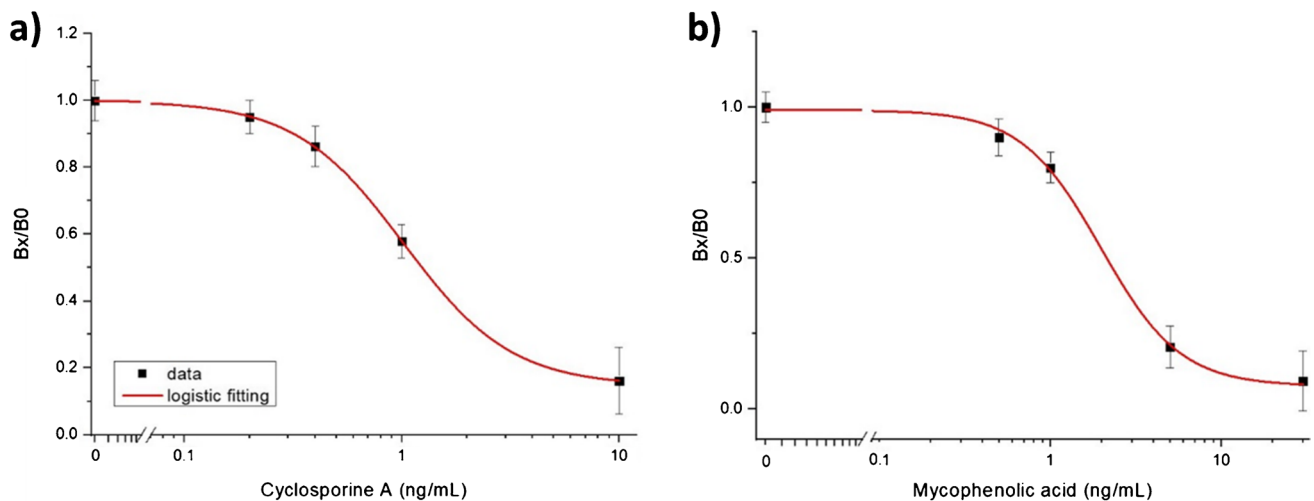 a)
1.2
1.0
0.8
0.6
0.4
0.2
0.0
Bx/B0
data
logistic fitting
0 0.1 1 10
Cyclosporine A (ng/mL)
b)
1.0
0.5
0.0
Bx/B0
0 0.1 1 10
Mycophenolic acid (ng/mL)